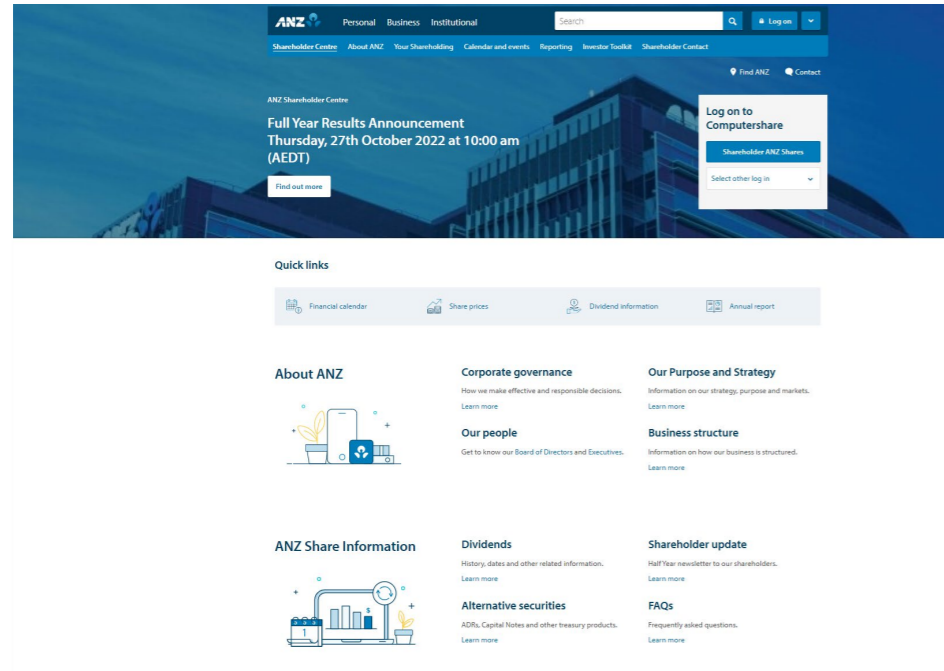 ANZ
Personal Business Institutional
Search
Log on
Shareholder Centre About ANZ Your Shareholding Calendar and events Reporting Investor Toolkit Shareholder Contact
Find ANZ Contact
ANZ Shareholder Centre
Full Year Results Announcement
Thursday, 27th October 2022 at 10:00 am
(AEDT)
Find out more
Log on to
Computershare
Shareholder ANZ Shares
Select other log in
Quick links
Financial calendar
Share prices
Dividend information
Annual report
About ANZ
Corporate governance
How we make effective and responsible decisions.
Learn more
Our Purpose and Strategy
Information on our strategy, purpose and markets.
Learn more
Our people
Get to know our Board of Directors and Executives.
Business structure
Information on how our business is structured.
Learn more
ANZ Share Information
$
1
Dividends
History, dates and other related information.
Learn more
Shareholder update
Half Year newsletter to our shareholders.
Learn more
Alternative securities
ADRs, Capital Notes and other treasury products.
Learn more
FAQs
Frequently asked questions.
Learn more